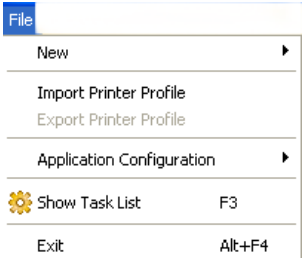 File
New
Import Printer Profile
Export Printer Profile
Application Configuration
Show Task List F3
Exit Alt+F4